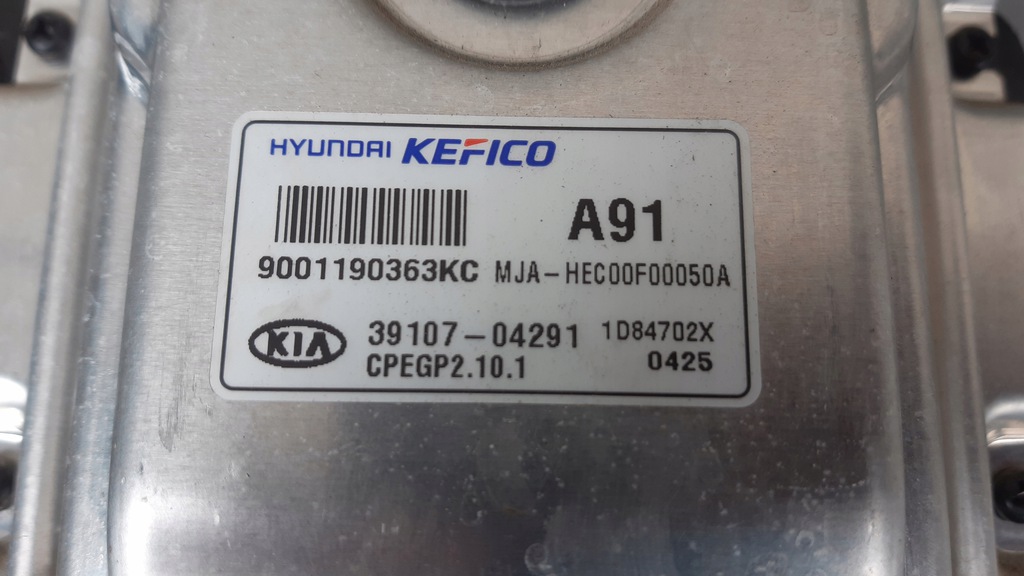 HYUNDAI KEFICO
A91
9001190363KC MJA-HEC00F00050A
KIA 39107-04291 1D84702X
CPEGP2.10.1 0425